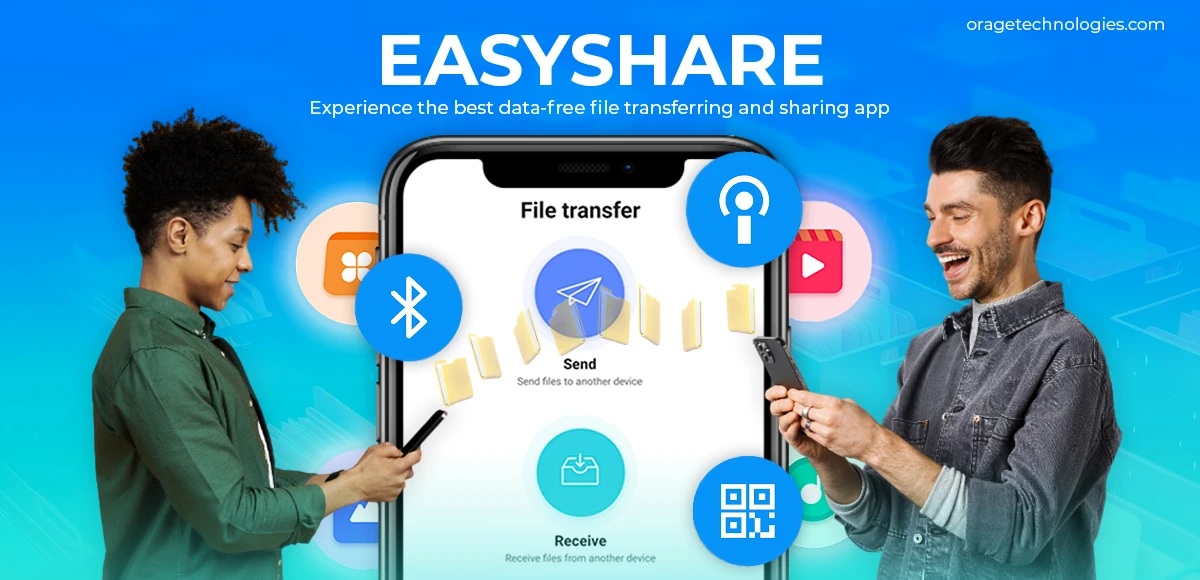 oragetechnologies.com
EASYSHARE
Experience the best data-free file transferring and sharing app
File transfer
Send
Send files to another device
Receive
Receive files from another device